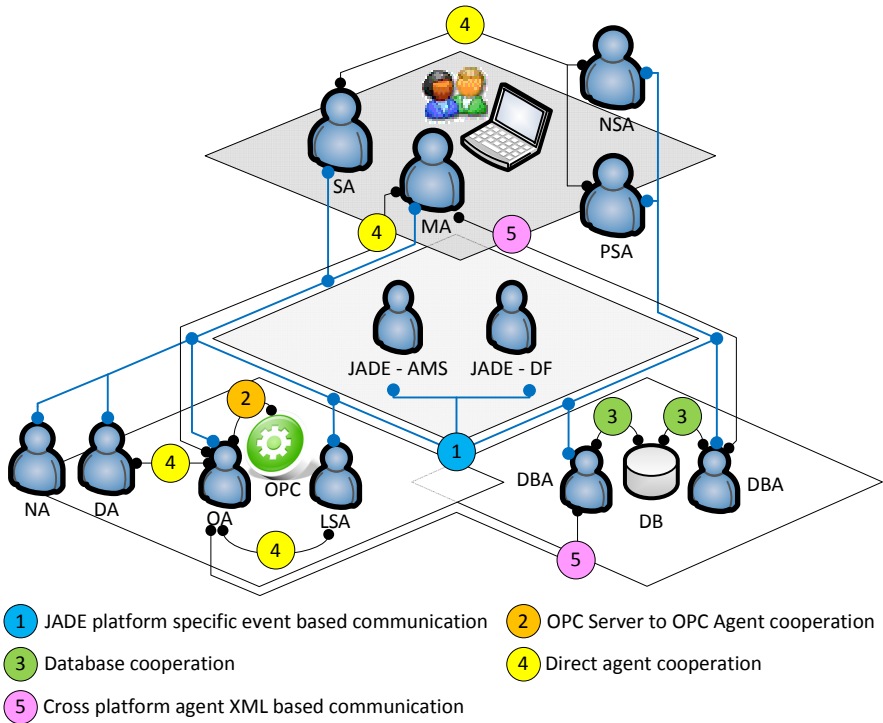 4
NSA
SA
MA
4
5
PSA
JADE - AMS
JADE - DF
2
3
3
1
4
OPC
DBA
DBA
NA
DA
OA
LSA
DB
4
5
1 JADE platform specific event based communication
2 OPC Server to OPC Agent cooperation
3 Database cooperation
4 Direct agent cooperation
5 Cross platform agent XML based communication